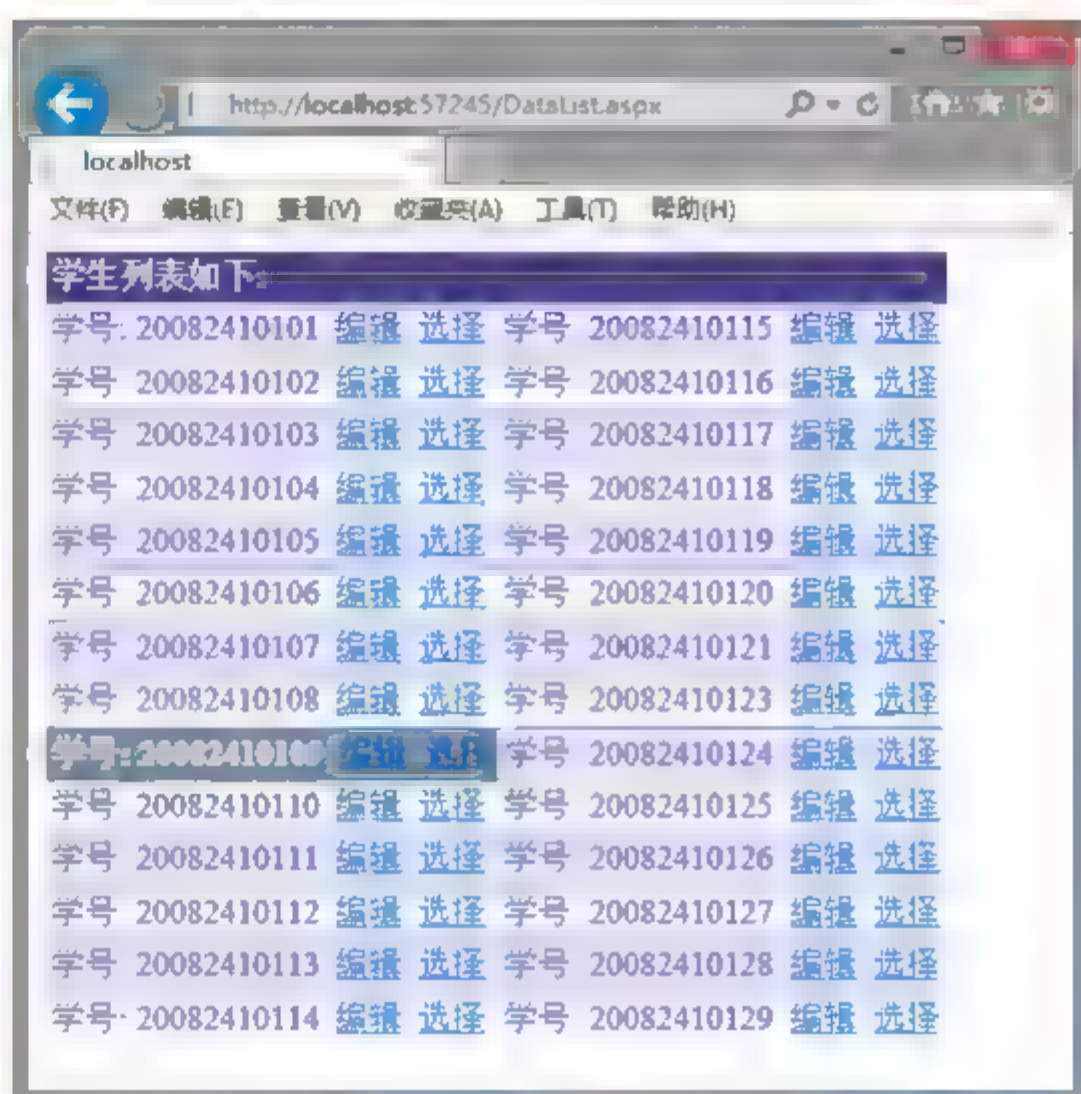 http://localhost:57245/DataList.aspx
localhost
文件(F) 编辑(E) 查看(V) 收藏夹(A) 工具(T) 帮助(H)
学生列表如下:
学号: 20082410101 编辑 选择 学号 20082410115 编辑 选择
学号 20082410102 编辑 选择 学号 20082410116 编辑 选择
学号 20082410103 编辑 选择 学号 20082410117 编辑 选择
学号 20082410104 编辑 选择 学号 20082410118 编辑 选择
学号 20082410105 编辑 选择 学号 20082410119 编辑 选择
学号 20082410106 编辑 选择 学号 20082410120 编辑 选择
学号 20082410107 编辑 选择 学号 20082410121 编辑 选择
学号 20082410108 编辑 选择 学号 20082410123 编辑 选择
学号: 编辑 选择 学号 20082410124 编辑 选择
学号 20082410110 编辑 选择 学号 20082410125 编辑 选择
学号 20082410111 编辑 选择 学号 20082410126 编辑 选择
学号 20082410112 编辑 选择 学号 20082410127 编辑 选择
学号 20082410113 编辑 选择 学号 20082410128 编辑 选择
学号: 20082410114 编辑 选择 学号 20082410129 编辑 选择